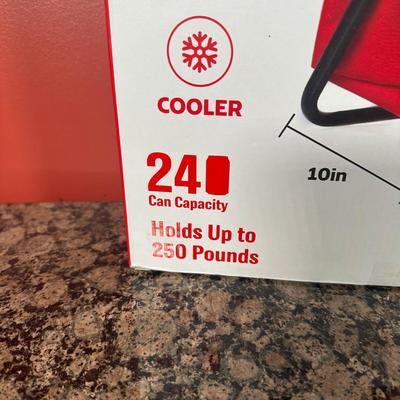 COOLER
24
Can Capacity
Holds Up to
250 Pounds
10in